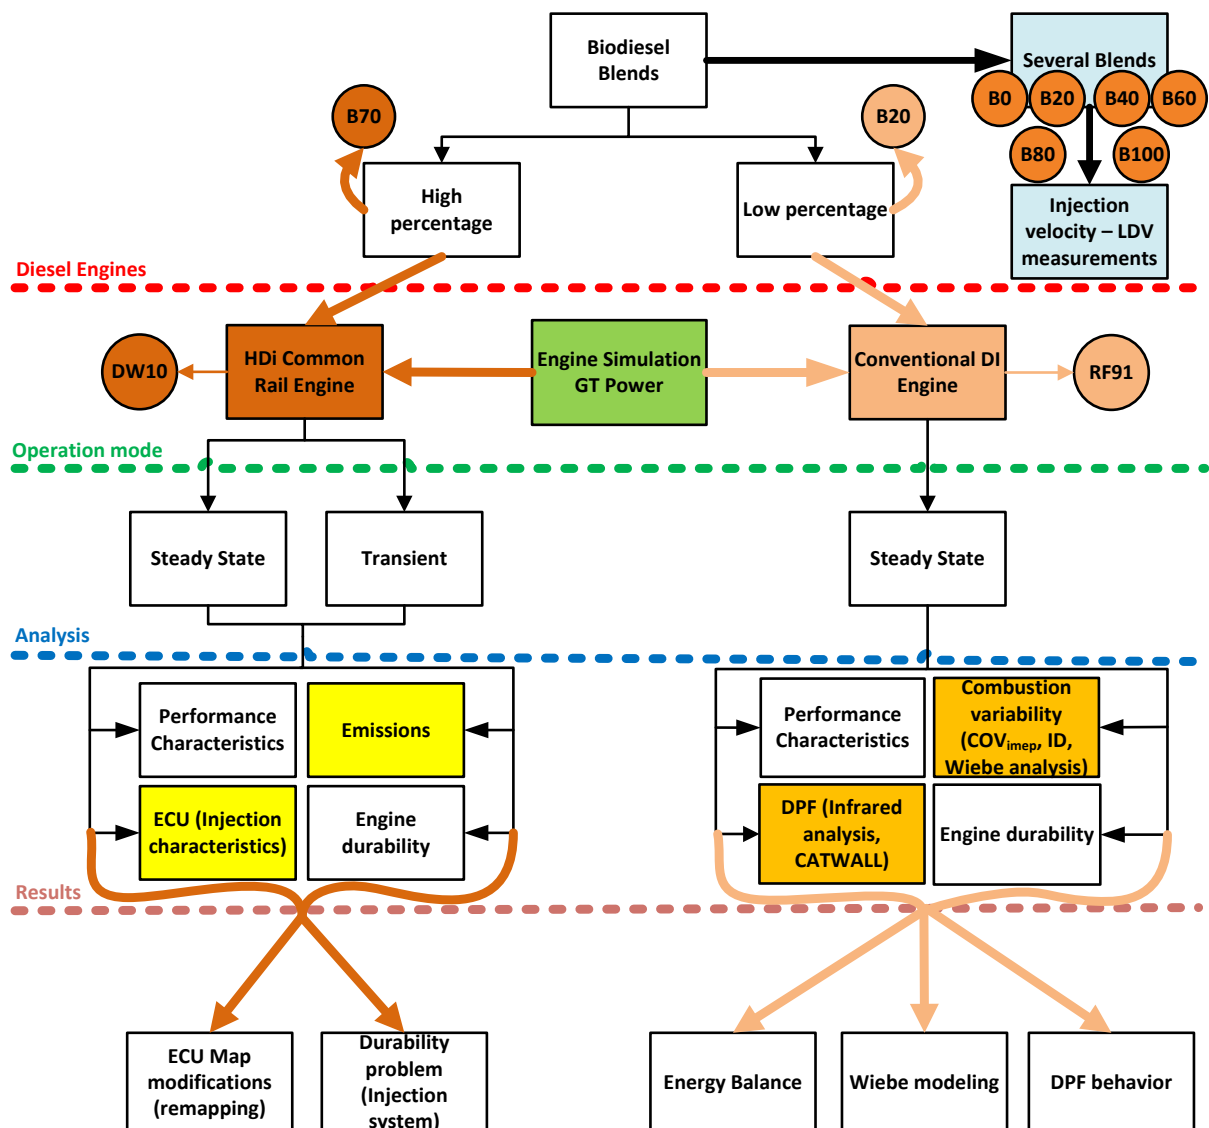 Biodiesel
Blends
Several Blends
B0
B20
B40
B60
B80
B100
B70
B20
High
percentage
Low percentage
Injection
velocity – LDV
measurements
Diesel Engines
DW10
HDi Common
Rail Engine
Engine Simulation
GT Power
Conventional DI
Engine
RF91
Operation mode
Steady State
Transient
Steady State
Analysis
Performance
Characteristics
Emissions
ECU (Injection
characteristics)
Engine
durability
Performance
Characteristics
Combustion
variability
(COVimep, ID,
Wiebe analysis)
DPF (Infrared
analysis,
CATWALL)
Engine durability
Results
ECU Map
modifications
(remapping)
Durability
problem
(Injection
system)
Energy Balance
Wiebe modeling
DPF behavior